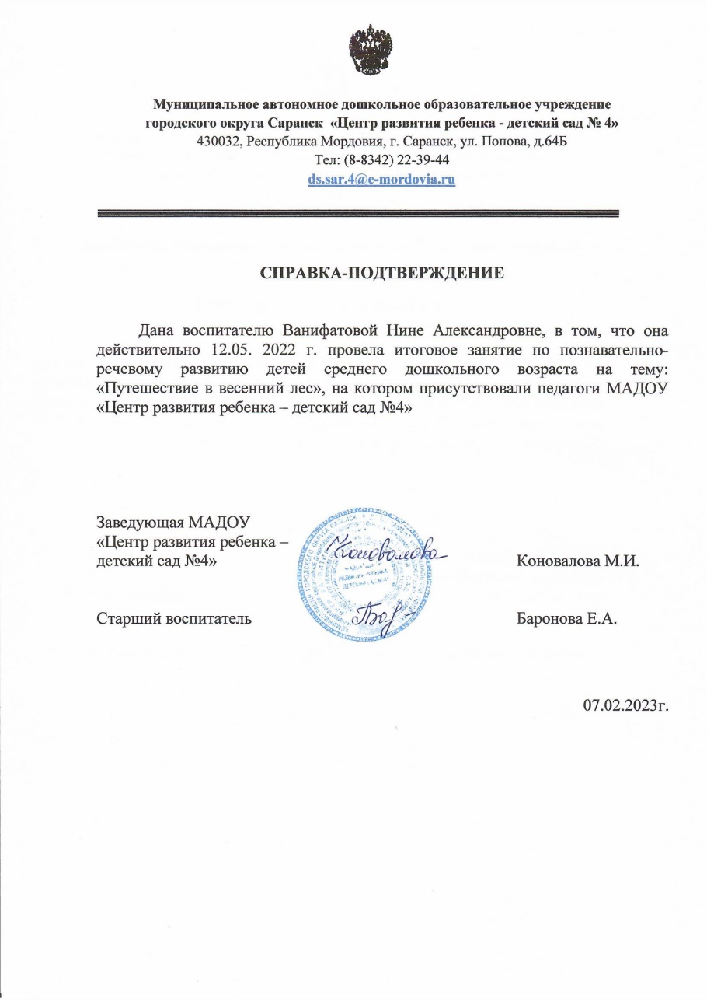 Муниципальное автономное дошкольное образовательное учреждение
городского округа Саранск «Центр развития ребенка - детский сад № 4»
430032, Республика Мордовия, г. Саранск, ул. Попова, д.64Б
Тел: (8-8342) 22-39-44
ds.sar.4@e-mordovia.ru
СПРАВКА-ПОДТВЕРЖДЕНИЕ
Дана воспитателю Ванифатовой Нине Александровне, в том, что она
действительно 12.05. 2022 г. провела итоговое занятие по познавательно-
речевому развитию детей среднего дошкольного возраста на тему:
«Путешествие в весенний лес», на котором присутствовали педагоги МАДОУ
«Центр развития ребенка – детский сад №4»
Заведующая МАДОУ
«Центр развития ребенка –
детский сад №4» Коновалова Коновалова М.И.
Старший воспитатель Баронова Е.А.
07.02.2023г.